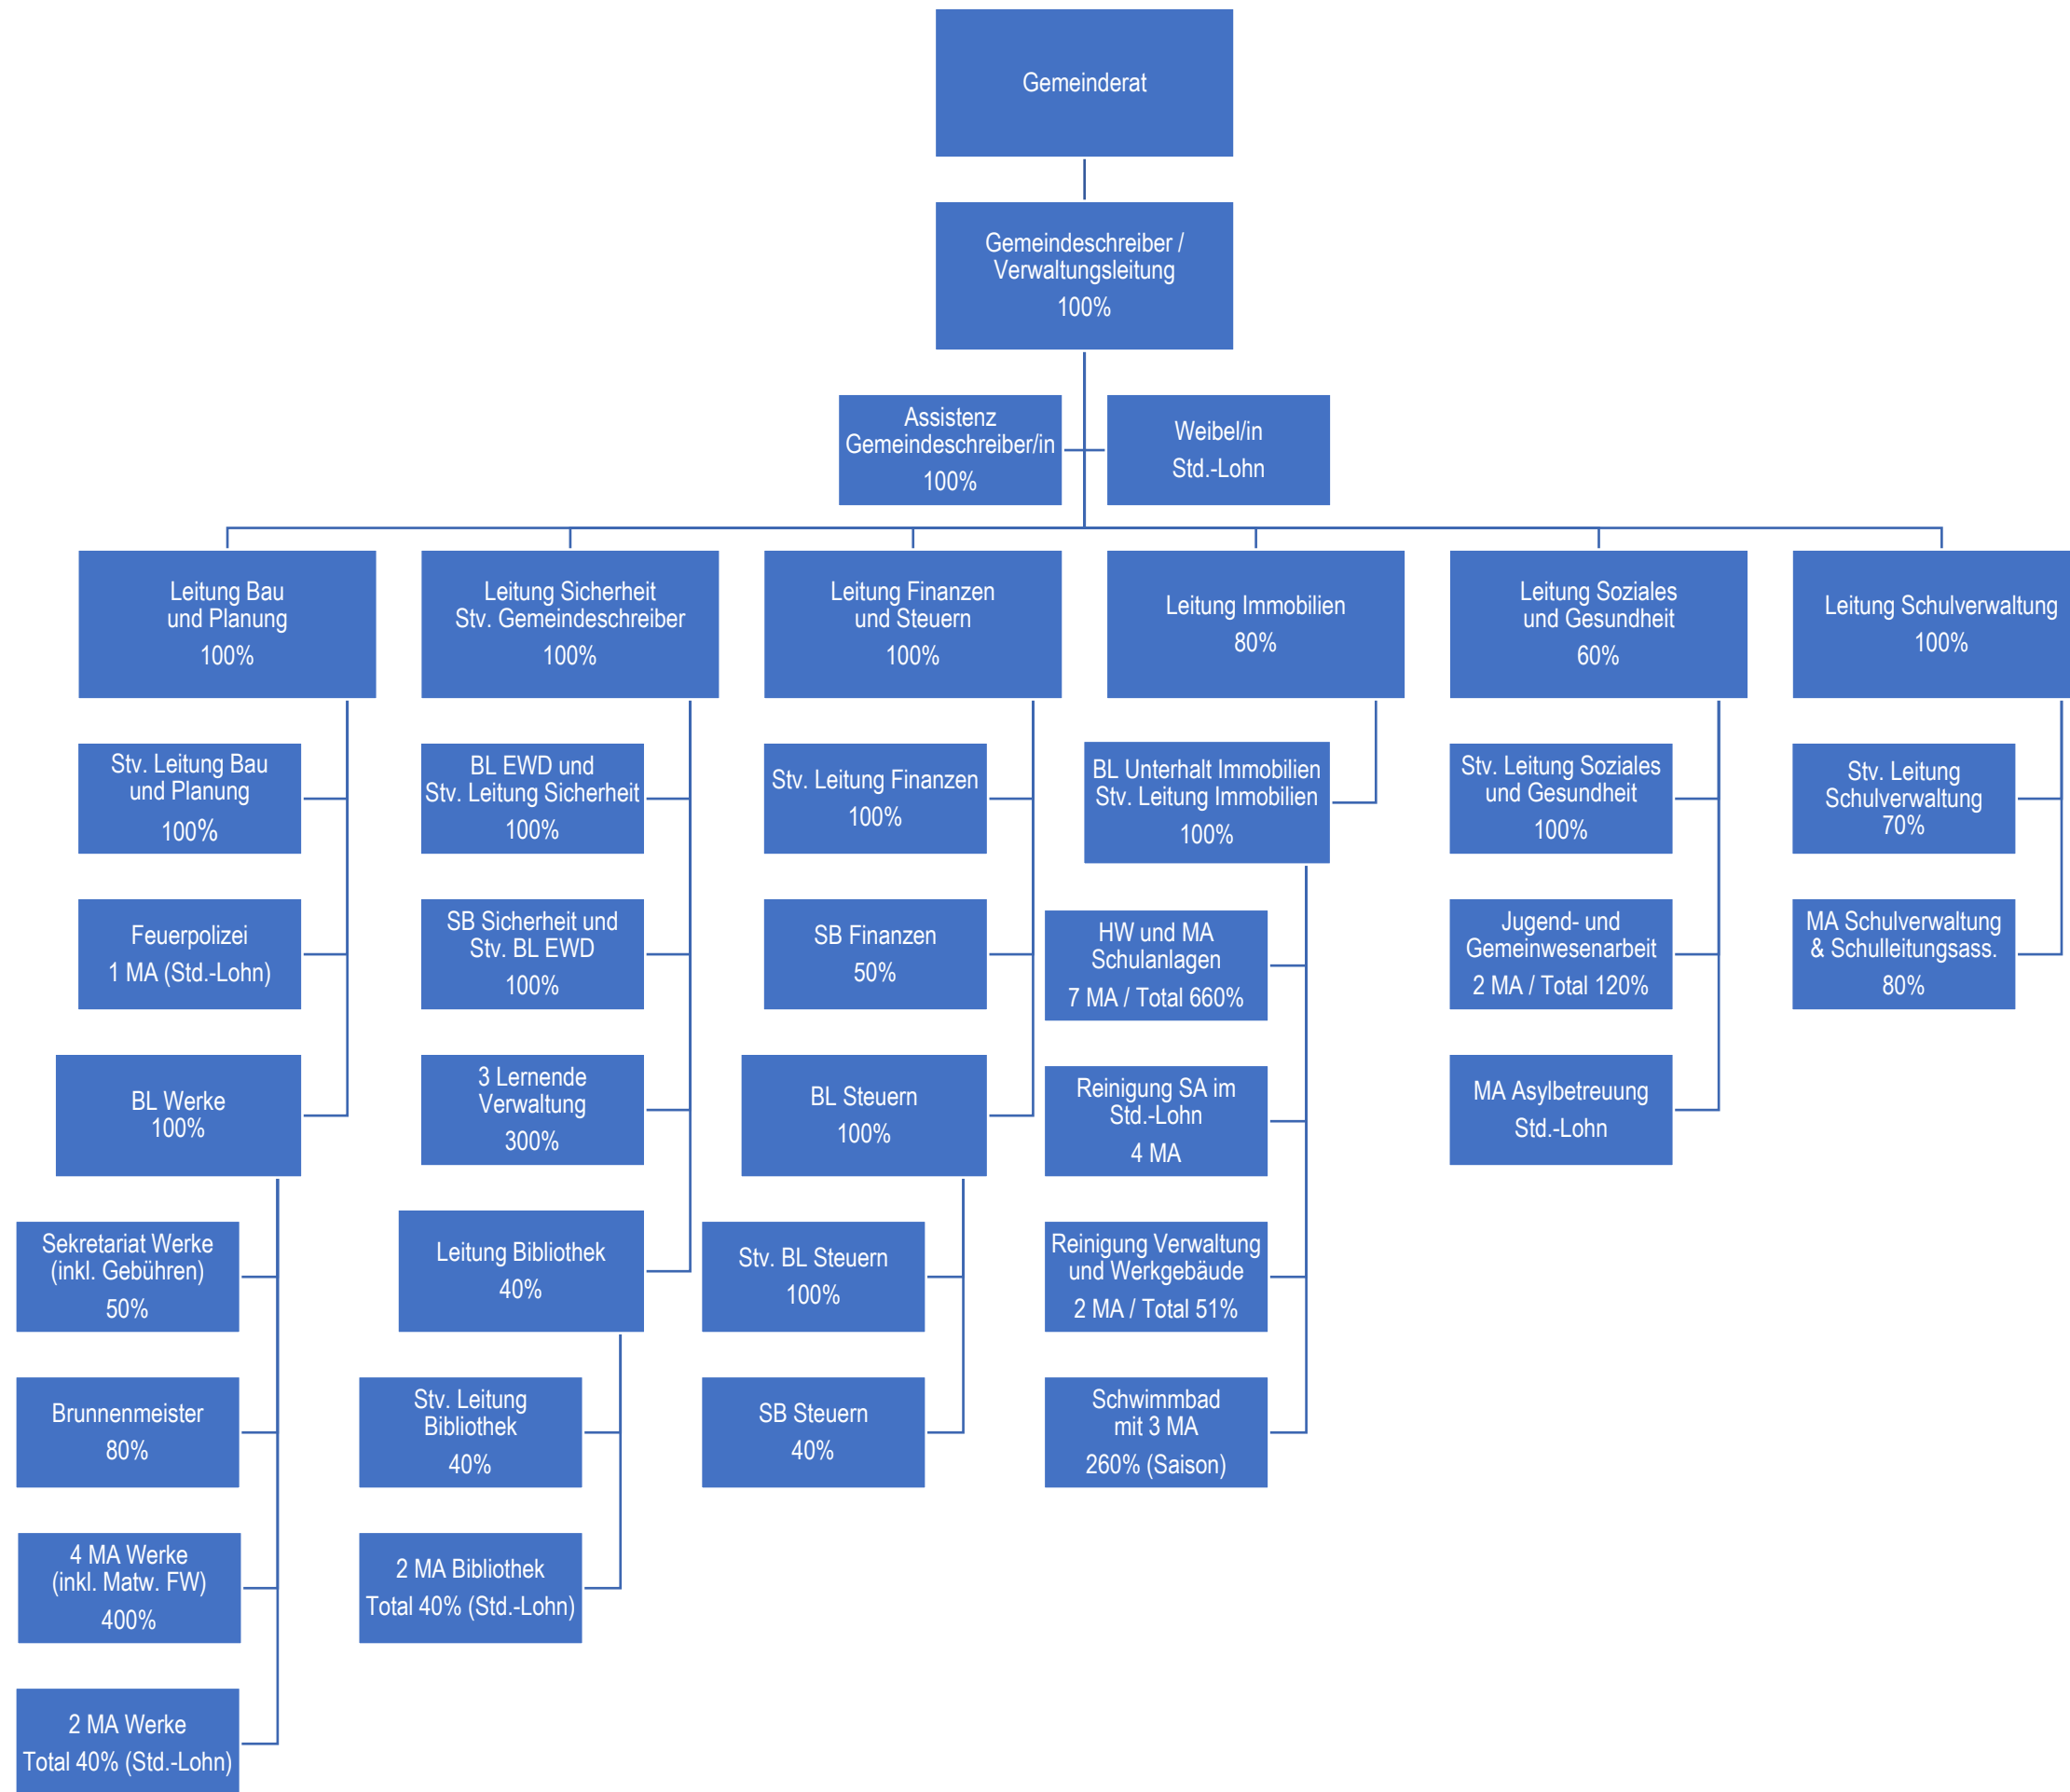 Gemeinderat
Gemeindeschreiber /
Verwaltungsleitung
100%
Assistenz
Gemeindeschreiber/in
100%
Weibel/in
Std.-Lohn
Leitung Bau
und Planung
100%
Leitung Sicherheit
Stv. Gemeindeschreiber
100%
Leitung Finanzen
und Steuern
100%
Leitung Immobilien
80%
Leitung Soziales
und Gesundheit
60%
Leitung Schulverwaltung
100%
Stv. Leitung Bau
und Planung
100%
Feuerpolizei
1 MA (Std.-Lohn)
BL Werke
100%
Sekretariat Werke
(inkl. Gebühren)
50%
Brunnenmeister
80%
4 MA Werke
(inkl. Matw. FW)
400%
2 MA Werke
Total 40% (Std.-Lohn)
BL EWD und
Stv. Leitung Sicherheit
100%
SB Sicherheit und
Stv. BL EWD
100%
3 Lernende
Verwaltung
300%
Leitung Bibliothek
40%
Stv. Leitung
Bibliothek
40%
2 MA Bibliothek
Total 40% (Std.-Lohn)
Stv. Leitung Finanzen
100%
SB Finanzen
50%
BL Steuern
100%
Stv. BL Steuern
100%
SB Steuern
40%
BL Unterhalt Immobilien
Stv. Leitung Immobilien
100%
HW und MA
Schulanlagen
7 MA / Total 660%
Reinigung SA im
Std.-Lohn
4 MA
Reinigung Verwaltung
und Werkgebäude
2 MA / Total 51%
Schwimmbad
mit 3 MA
260% (Saison)
Stv. Leitung Soziales
und Gesundheit
100%
Jugend- und
Gemeinwesenarbeit
2 MA / Total 120%
MA Asylbetreuung
Std.-Lohn
Stv. Leitung
Schulverwaltung
70%
MA Schulverwaltung
& Schulleitungsass.
80%